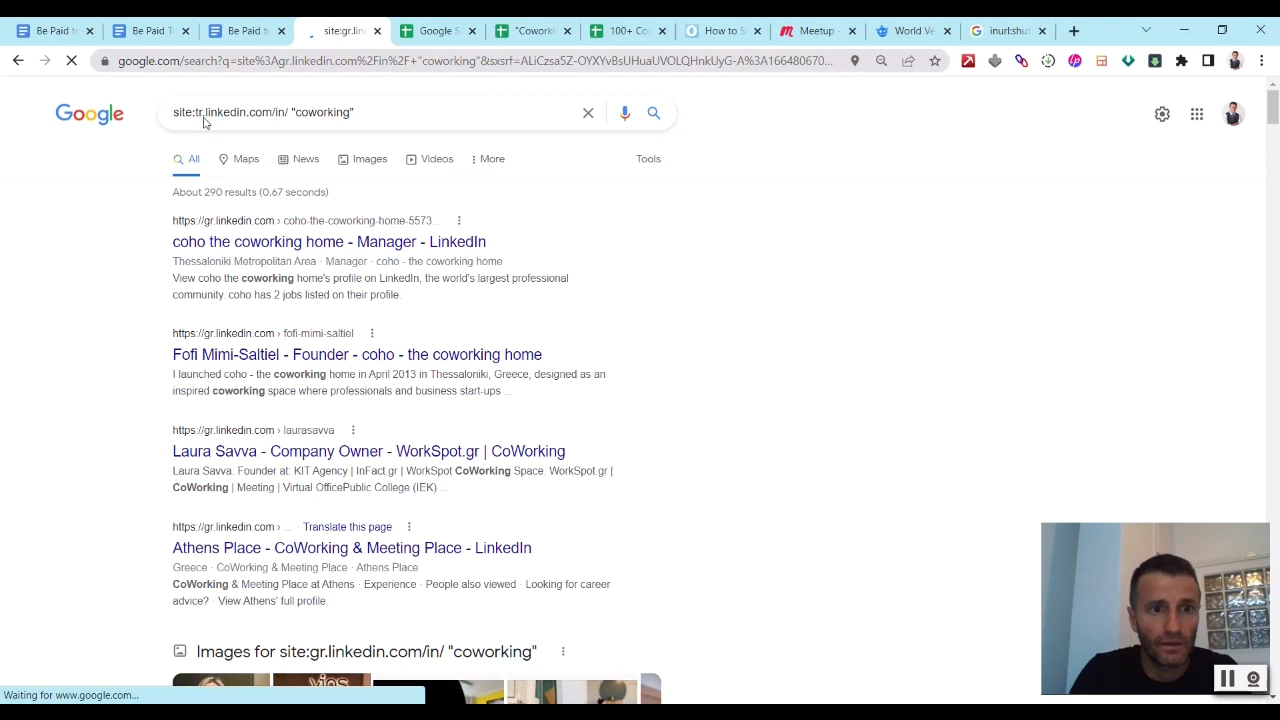 Be Paid to
Be Paid T
Be Paid to
site:gr.lin
Google S
"Coworkin
100+ Co
How to S
Meetup -
World Ve
inurl:shut
google.com/search?q=site%3Agr.linkedin.com%2Fin%2F+"coworking"&sxsrf=ALiCzsa5Z-OYXyvBsUHuaUVOLQHnkUyG-A%3A166480670...
Google
site:tr.linkedin.com/in/ "coworking"
All
Maps
News
Images
Videos
More
Tools
About 290 results (0.67 seconds)
https://gr.linkedin.com › coho-the-coworking-home-5573...
coho the coworking home - Manager - LinkedIn
Thessaloniki Metropolitan Area · Manager · coho - the coworking home
View coho the coworking home's profile on LinkedIn, the world's largest professional
community. coho has 2 jobs listed on their profile.
https://gr.linkedin.com › fofi-mimi-saltiel
Fofi Mimi-Saltiel - Founder - coho - the coworking home
I launched coho - the coworking home in April 2013 in Thessaloniki, Greece, designed as an
inspired coworking space where professionals and business start-ups ...
https://gr.linkedin.com › laurasavva
Laura Savva - Company Owner - WorkSpot.gr | CoWorking
Laura Savva. Founder at: KIT Agency | InFact.gr | WorkSpot CoWorking Space. WorkSpot.gr |
CoWorking | Meeting | Virtual OfficePublic College (IEK) ...
https://gr.linkedin.com › ... · Translate this page
Athens Place - CoWorking & Meeting Place - LinkedIn
Greece · CoWorking & Meeting Place · Athens Place
CoWorking & Meeting Place at Athens · Experience · People also viewed · Looking for career
advice? · View Athens' full profile.
Images for site:gr.linkedin.com/in/ "coworking"
Waiting for www.google.com...